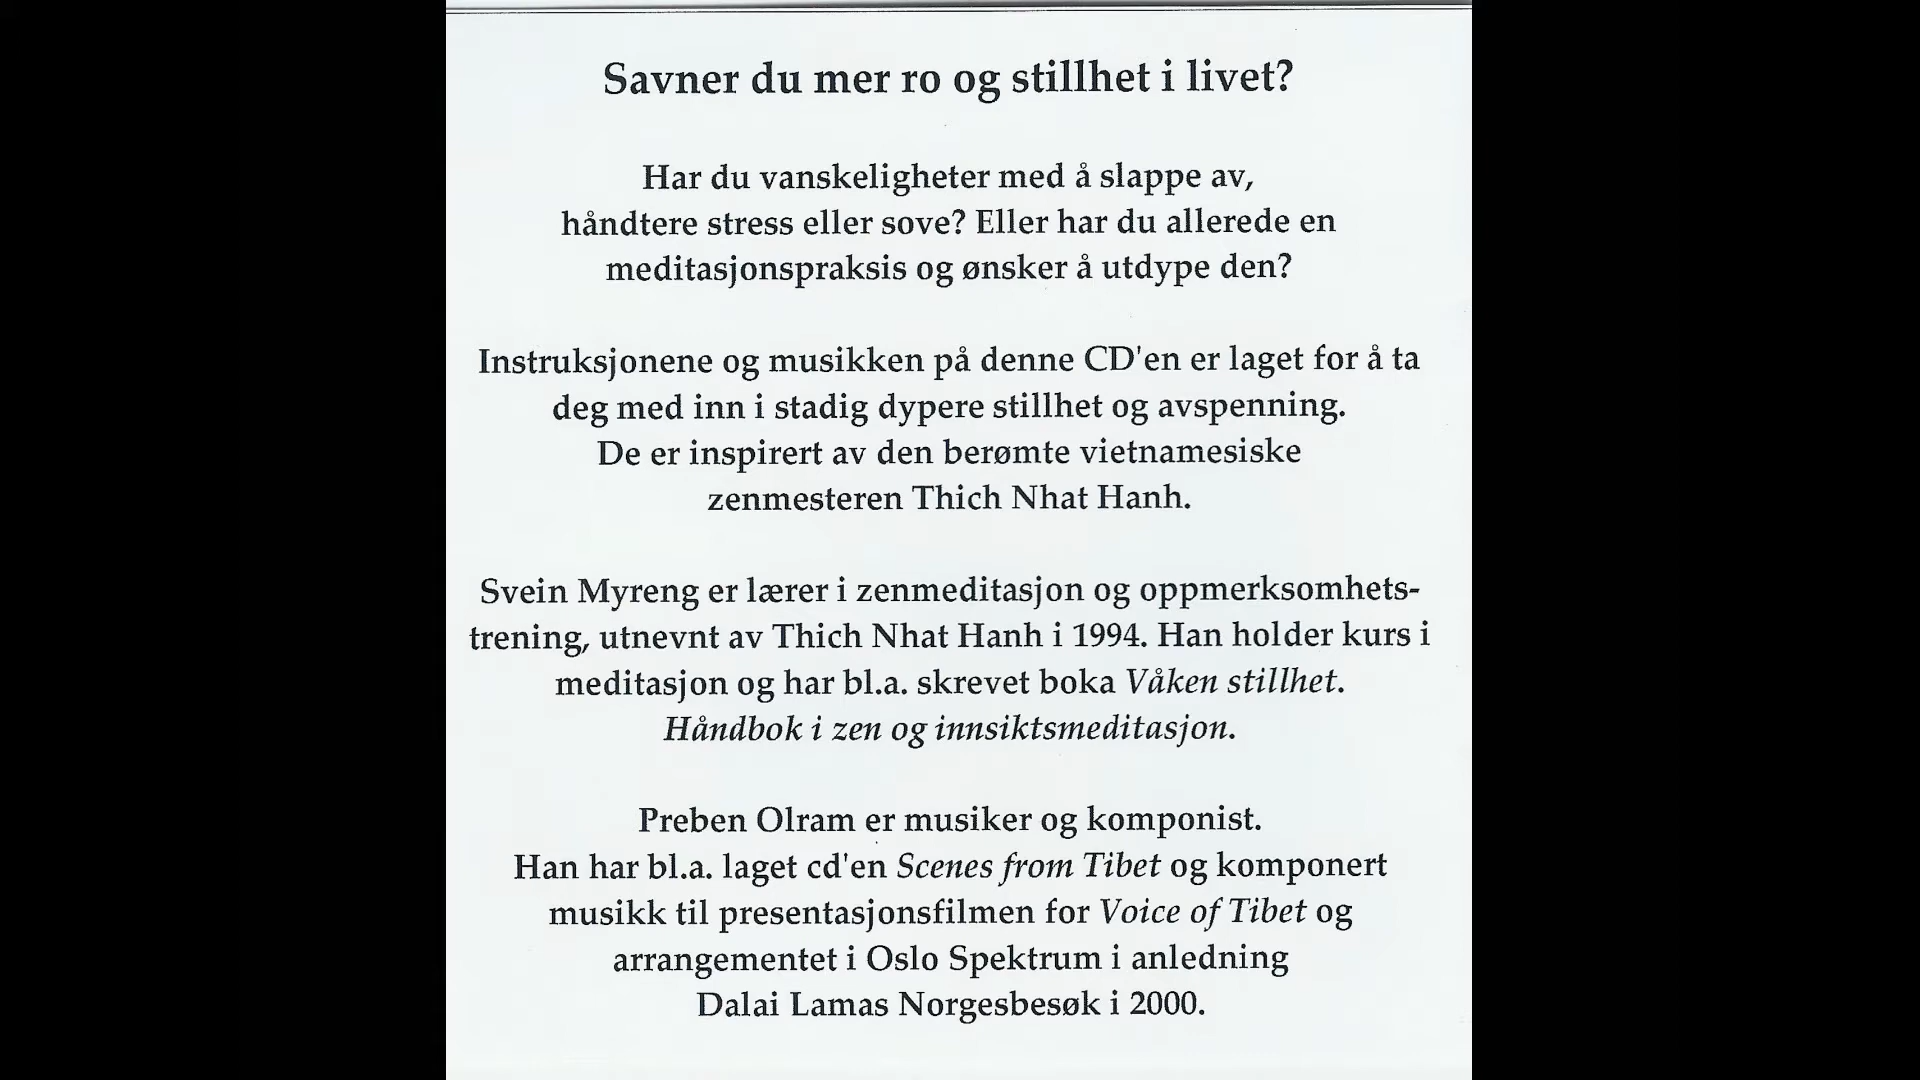 Savner du mer ro og stillhet i livet?
Har du vanskeligheter med å slappe av,
håndtere stress eller sove? Eller har du allerede en
meditasjonspraksis og ønsker å utdype den?
Instruksjonene og musikken på denne CD'en er laget for å ta
deg med inn i stadig dypere stillhet og avspenning.
De er inspirert av den berømte vietnamesiske
zenmesteren Thich Nhat Hanh.
Svein Myreng er lærer i zenmeditasjon og oppmerksomhets-
trening, utnevnt av Thich Nhat Hanh i 1994. Han holder kurs i
meditasjon og har bl.a. skrevet boka Våken stillhet.
Håndbok i zen og innsiktsmeditasjon.
Preben Olram er musiker og komponist.
Han har bl.a. laget cd'en Scenes from Tibet og komponert
musikk til presentasjonsfilmen for Voice of Tibet og
arrangementet i Oslo Spektrum i anledning
Dalai Lamas Norgesbesøk i 2000.